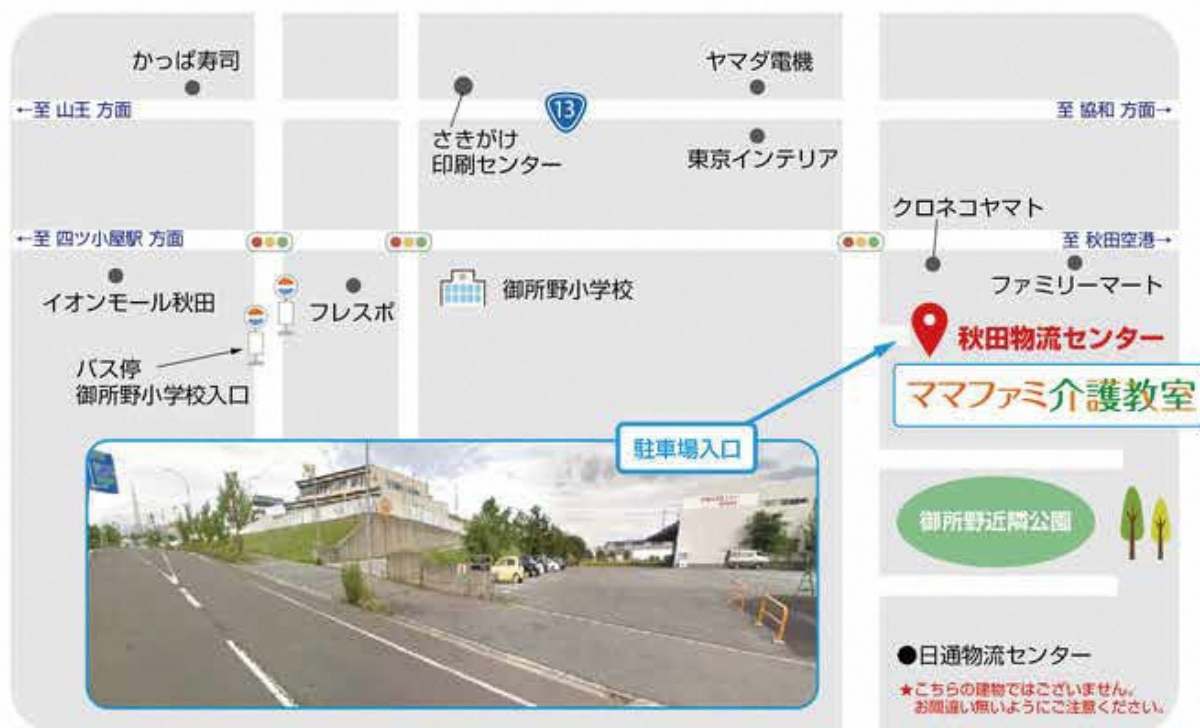 かっぱ寿司
ヤマダ電機
←至 山王 方面
13
至 協和 方面→
さきがけ
印刷センター
東京インテリア
クロネコヤマト
←至 四ツ小屋駅 方面
至 秋田空港→
イオンモール秋田
フレスポ
御所野小学校
ファミリーマート
秋田物流センター
バス停
御所野小学校入口
ママファミ介護教室
駐車場入口
御所野近隣公園
●日通物流センター
★こちらの建物ではございません。
お間違い無いようにご注意ください。